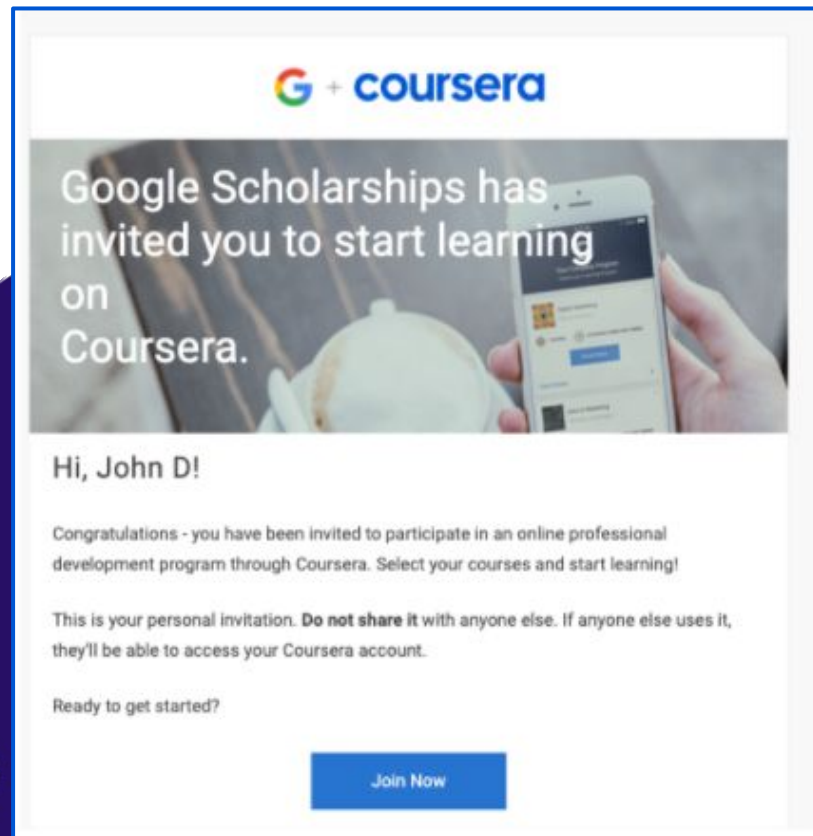 G + coursera
Google Scholarships has
invited you to start learning
on
Coursera.
Hi, John D!
Congratulations - you have been invited to participate in an online professional
development program through Coursera. Select your courses and start learning!
This is your personal invitation. Do not share it with anyone else. If anyone else uses it,
they'll be able to access your Coursera account.
Ready to get started?
Join Now